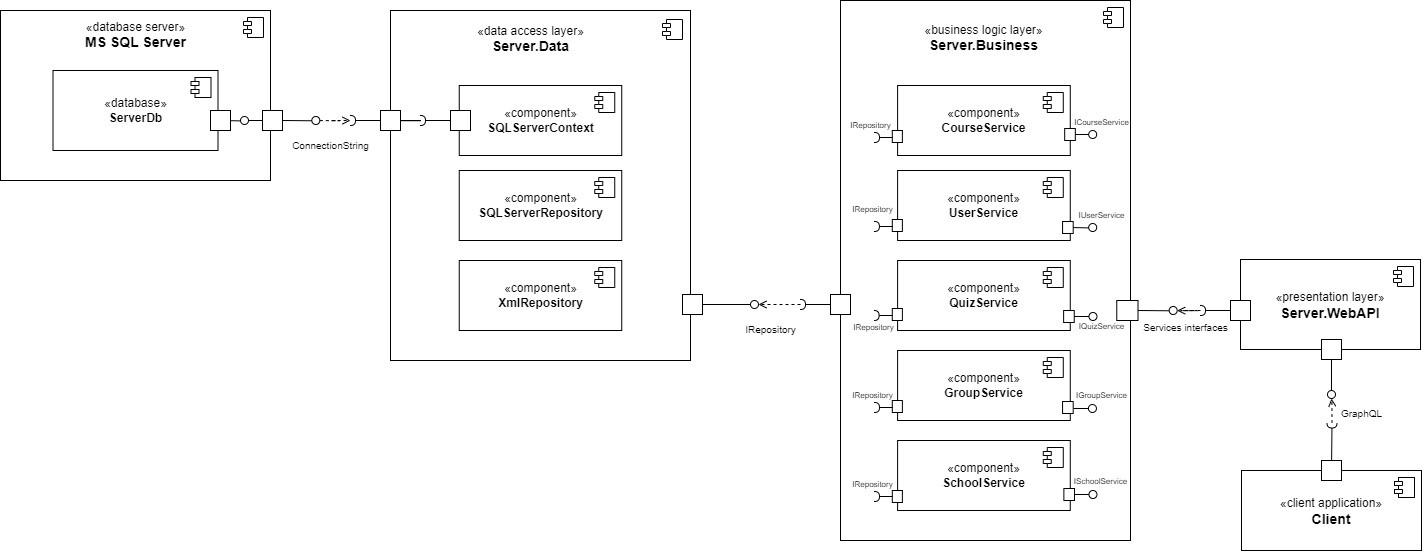 «database server»
MS SQL Server
«database»
ServerDb
ConnectionString
«data access layer»
Server.Data
«component»
SQLServerContext
«component»
SQLServerRepository
«component»
XmlRepository
IRepository
«business logic layer»
Server.Business
IRepository
«component»
CourseService
ICourseService
IRepository
«component»
UserService
IUserService
IRepository
«component»
QuizService
IQuizService
IRepository
«component»
GroupService
IGroupService
IRepository
«component»
SchoolService
ISchoolService
Services interfaces
«presentation layer»
Server.WebAPI
GraphQL
«client application»
Client